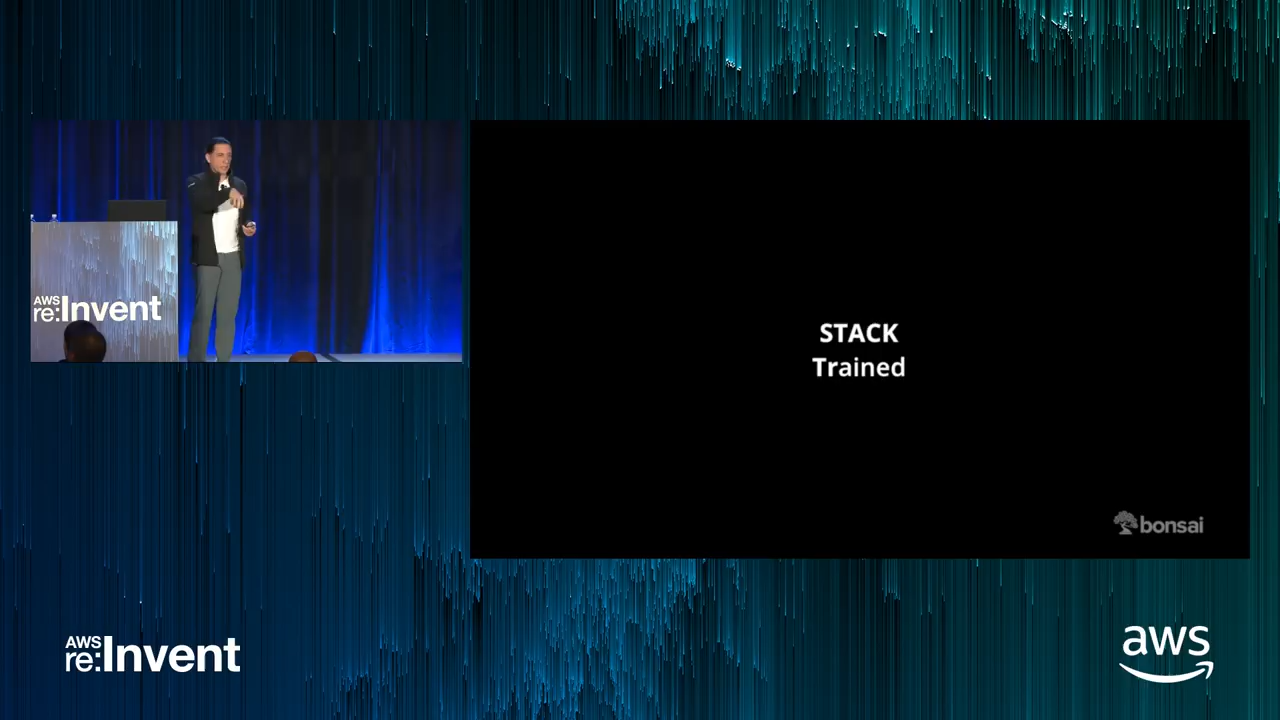 AWS
re:Invent
STACK
Trained
bonsai
AWS
re:Invent
aws